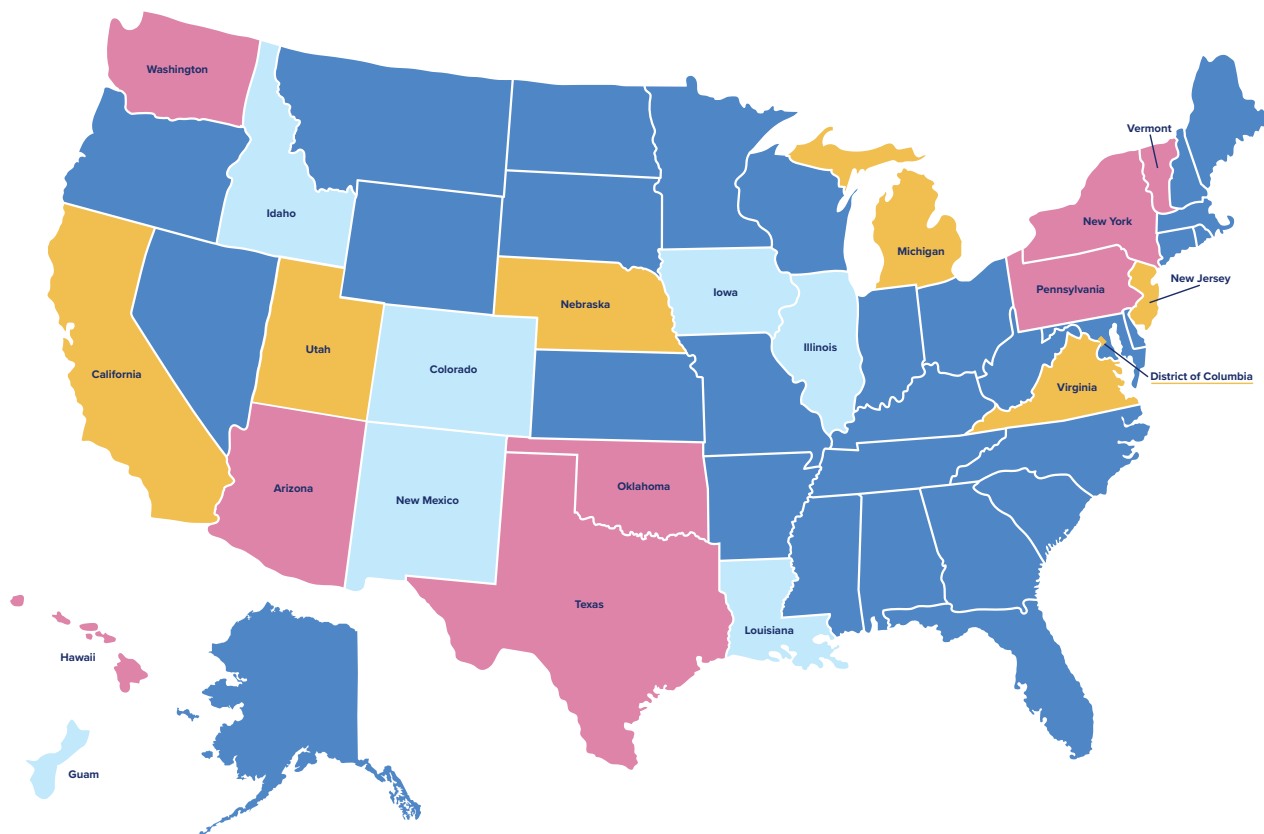 Washington
Vermont
Idaho
New York
Michigan
New Jersey
Pennsylvania
Iowa
Nebraska
Illinois
Utah
Colorado
California
District of Columbia
Virginia
Arizona
Oklahoma
New Mexico
Texas
Louisiana
Hawaii
Guam